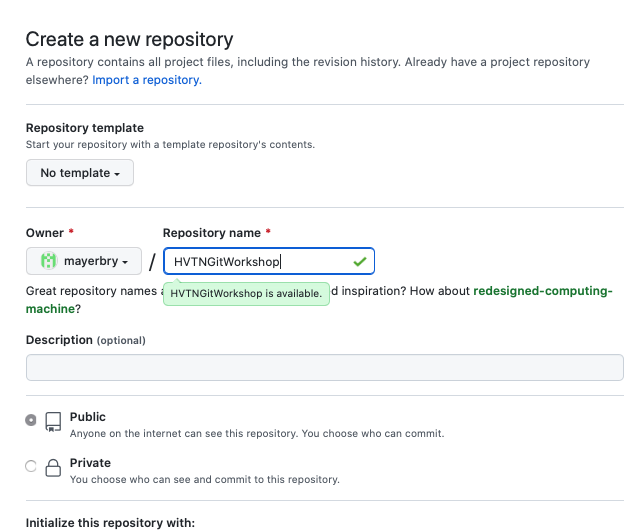 Create a new repository
A repository contains all project files, including the revision history. Already have a project repository
elsewhere? Import a repository.
Repository template
Start your repository with a template repository's contents.
No template
Owner * Repository name *
mayerbry / HVTNGitWorkshop
Great repository names d inspiration? How about redesigned-computing-
HVTNGitWorkshop is available.
machine?
Description (optional)
Public
Anyone on the internet can see this repository. You choose who can commit.
Private
You choose who can see and commit to this repository.
Initialize this repository with: